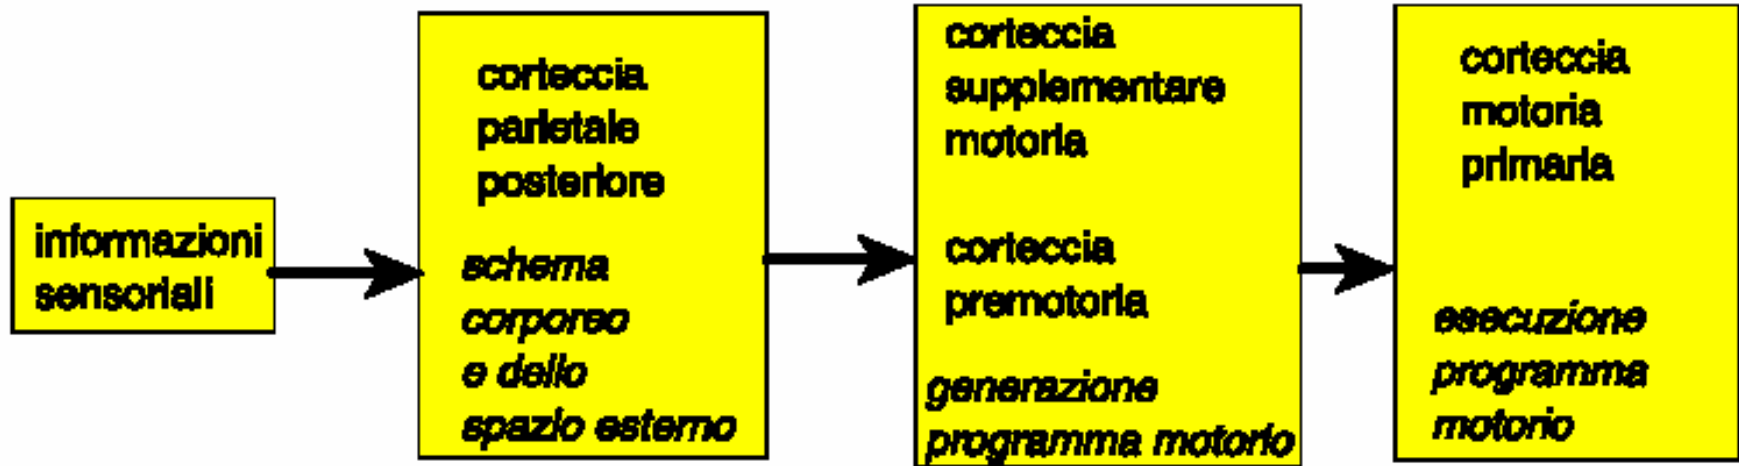 informazioni
sensoriali
corteccia
parietale
posteriore
schema
corporeo
e dello
spazio esterno
corteccia
supplementare
motoria
corteccia
premotoria
generazione
programma motorio
corteccia
motoria
primaria
esecuzione
programma
motorio